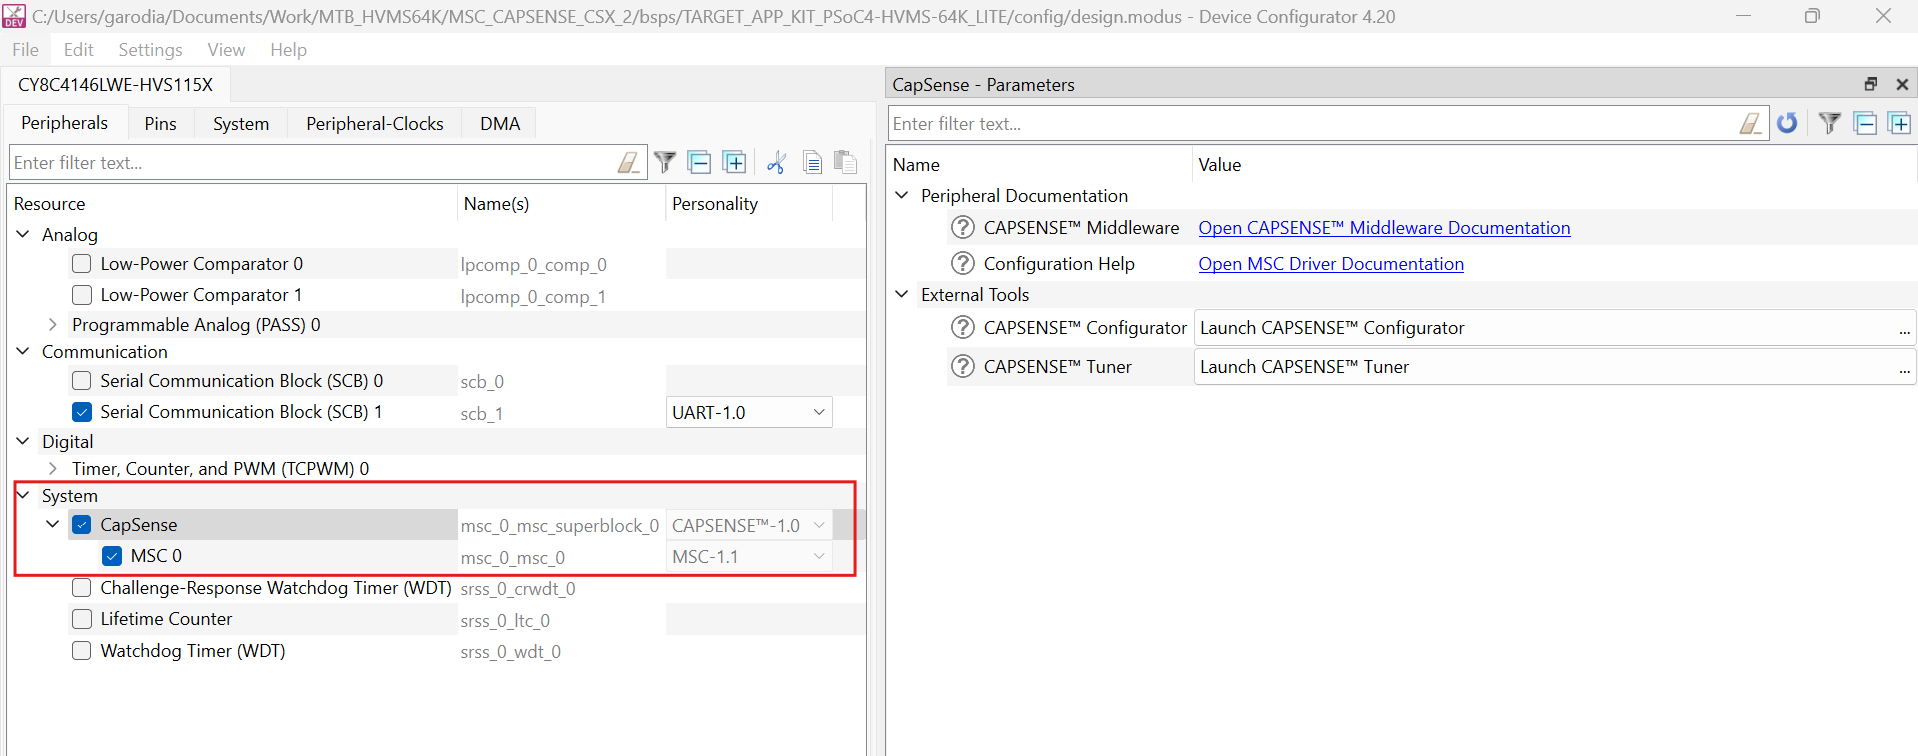 C:/Users/garodia/Documents/Work/MTB_HVMS64K/MSC_CAPSENSE_CSX_2/bsps/TARGET_APP_KIT_PSoC4-HVMS-64K_LITE/config/design.modus - Device Configurator 4.20
File Edit Settings View Help
CY8C4146LWE-HVS115X
Peripherals Pins System Peripheral-Clocks DMA
Enter filter text...
Resource Name(s) Personality
Analog
Low-Power Comparator 0 lpcomp_0_comp_0
Low-Power Comparator 1 lpcomp_0_comp_1
Programmable Analog (PASS) 0
Communication
Serial Communication Block (SCB) 0 scb_0
Serial Communication Block (SCB) 1 scb_1 UART-1.0
Digital
Timer, Counter, and PWM (TCPWM) 0
System
CapSense msc_0_msc_superblock_0 CAPSENSE™-1.0
MSC 0 msc_0_msc_0 MSC-1.1
Challenge-Response Watchdog Timer (WDT) srss_0_crwdt_0
Lifetime Counter srss_0_ltc_0
Watchdog Timer (WDT) srss_0_wdt_0
CapSense - Parameters
Enter filter text...
Name Value
Peripheral Documentation
? CAPSENSE™ Middleware Open CAPSENSE™ Middleware Documentation
? Configuration Help Open MSC Driver Documentation
External Tools
? CAPSENSE™ Configurator Launch CAPSENSE™ Configurator ...
? CAPSENSE™ Tuner Launch CAPSENSE™ Tuner ...
DEV